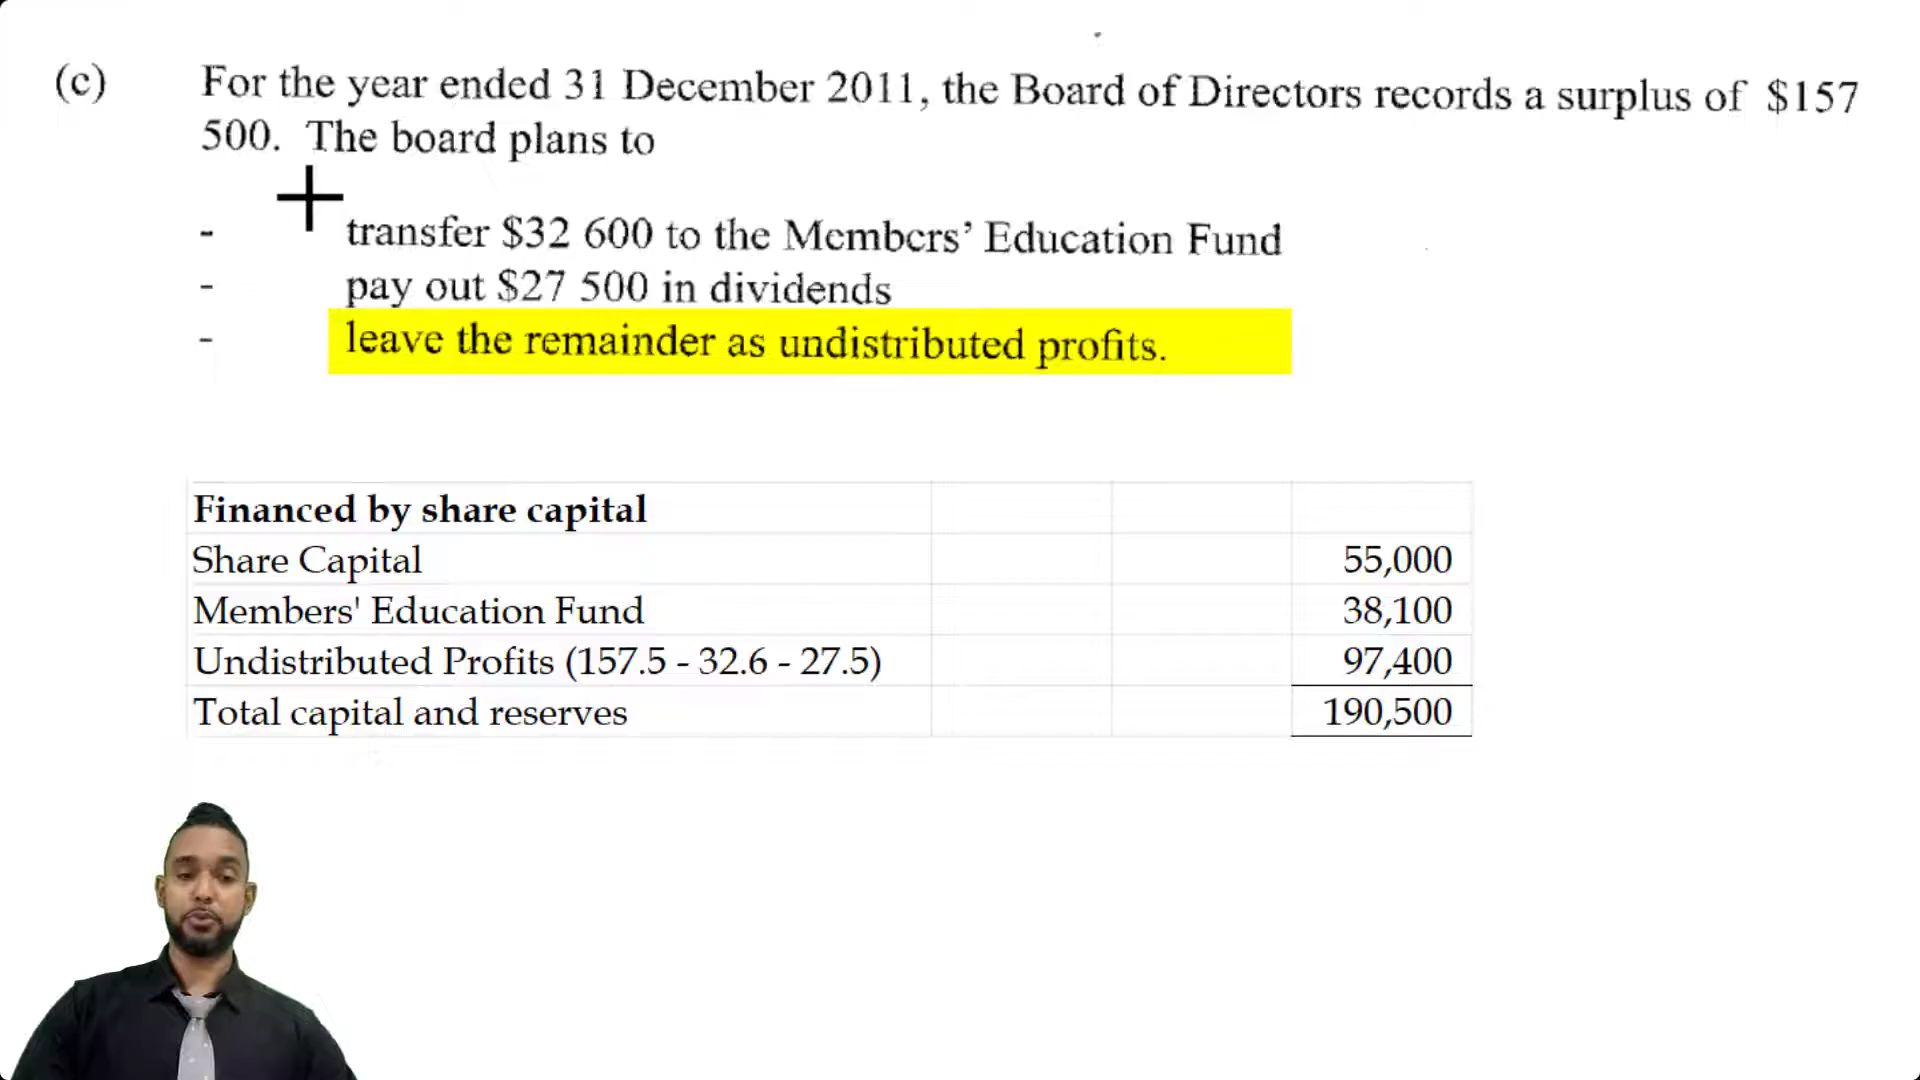 (c) For the year ended 31 December 2011, the Board of Directors records a surplus of $157
500. The board plans to
- transfer $32 600 to the Members' Education Fund
- pay out $27 500 in dividends
- leave the remainder as undistributed profits.
Financed by share capital
Share Capital 55,000
Members' Education Fund 38,100
Undistributed Profits (157.5 - 32.6 - 27.5) 97,400
Total capital and reserves 190,500